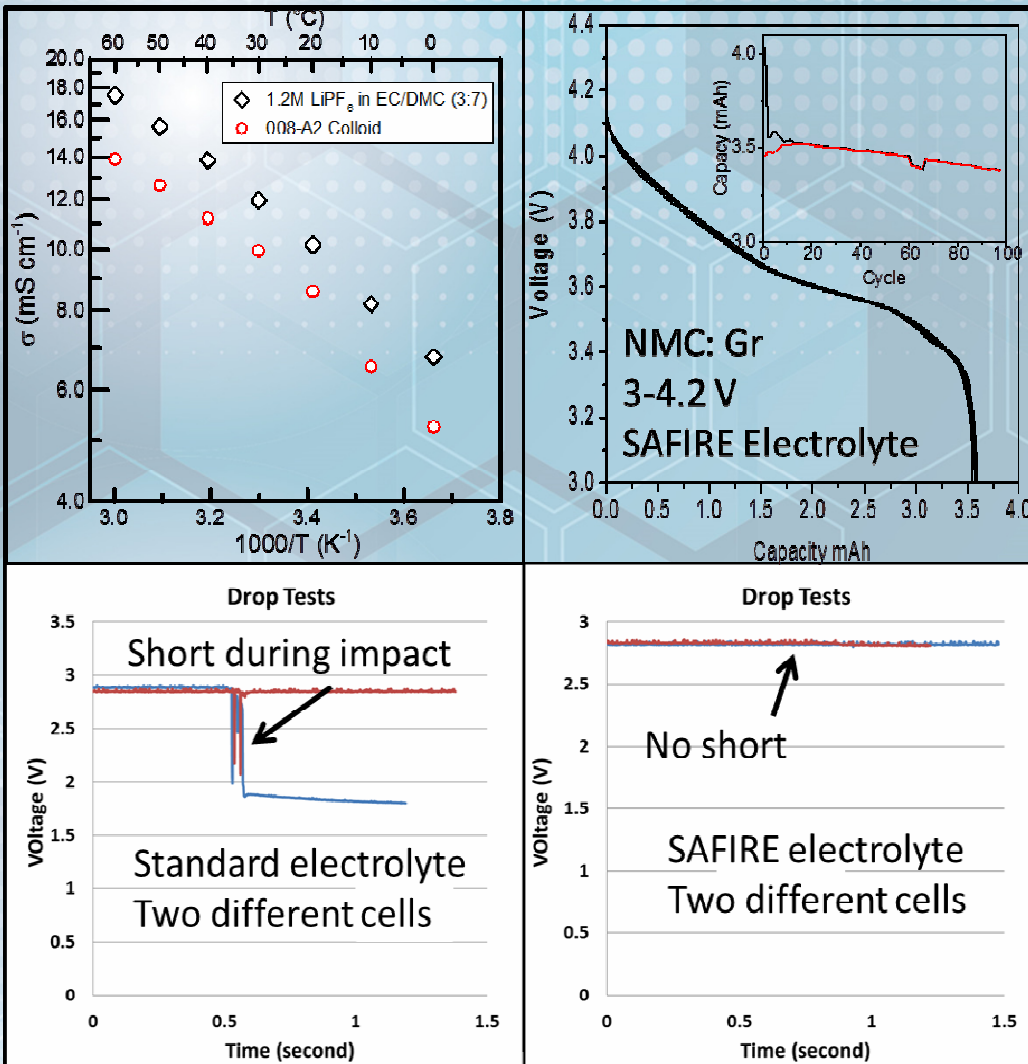 T (°C)
60 50 40 30 20 10 0
20.0
18.0
16.0
14.0
12.0
10.0
8.0
6.0
4.0
σ (mS cm⁻¹)
1.2M LiPF₆ in EC/DMC (3:7)
008-A2 Colloid
3.0 3.2 3.4 3.6 3.8
1000/T (K⁻¹)
4.4
4.2
4.0
3.8
3.6
3.4
3.2
3.0
Voltage (V)
4.0
3.5
3.0
Capacy (mAh)
0 20 40 60 80 100
Cycle
NMC: Gr
3-4.2 V
SAFIRE Electrolyte
0.0 0.5 1.0 1.5 2.0 2.5 3.0 3.5 4.0
Capacity mAh
Drop Tests
3.5
3
2.5
2
1.5
1
0.5
0
VOltage (V)
Short during impact
Standard electrolyte
Two different cells
0 0.5 1 1.5
Time (second)
Drop Tests
3
2.5
2
1.5
1
0.5
0
VOltage (V)
No short
SAFIRE electrolyte
Two different cells
0 0.5 1 1.5
Time (second)